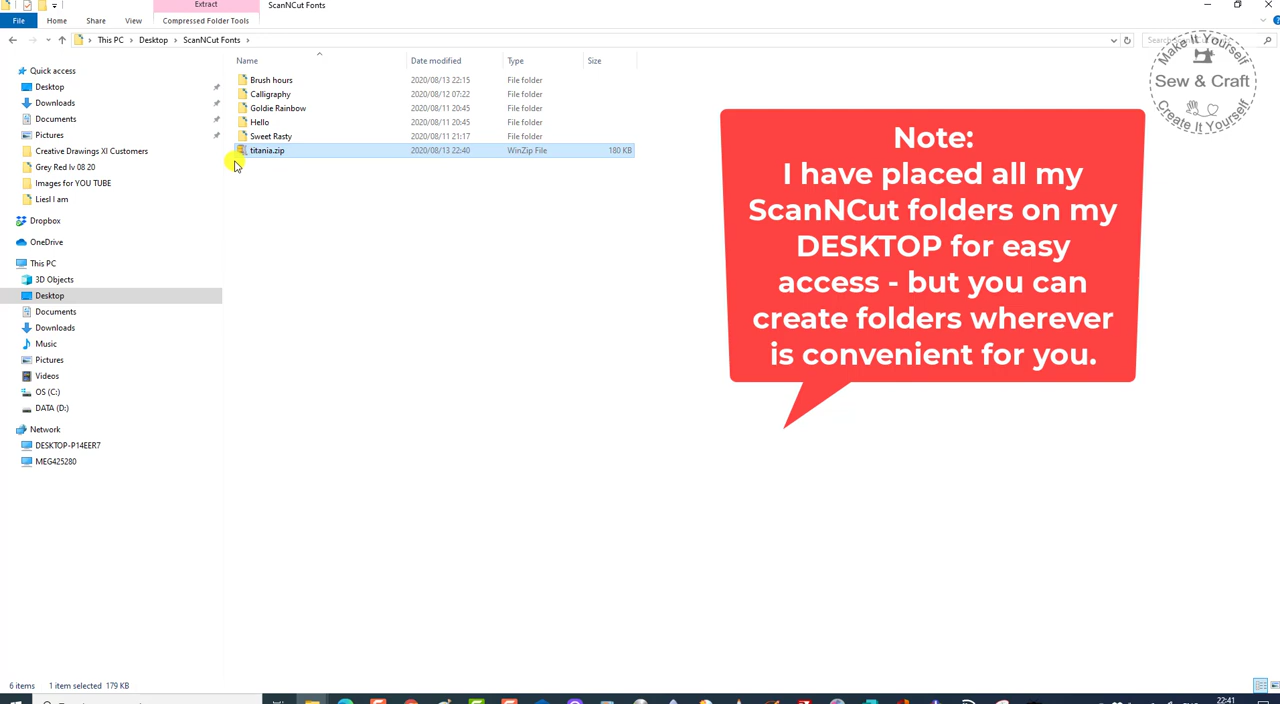 Extract
ScanNCut Fonts
File
Home
Share
View
Compressed Folder Tools
This PC
Desktop
ScanNCut Fonts
Search
Make It Yourself
Sew & Craft
Create It Yourself
Name
Date modified
Type
Size
Brush hours 2020/08/13 22:15 File folder
Calligraphy 2020/08/12 07:22 File folder
Goldie Rainbow 2020/08/11 20:45 File folder
Hello 2020/08/11 20:45 File folder
Sweet Rasty 2020/08/11 21:17 File folder
titania.zip 2020/08/13 22:40 WinZip File 180 KB
Quick access
Desktop
Downloads
Documents
Pictures
Creative Drawings XI Customers
Grey Red lv 08 20
Images for YOU TUBE
Liesl I am
Dropbox
OneDrive
This PC
3D Objects
Desktop
Documents
Downloads
Music
Pictures
Videos
OS (C:)
DATA (D:)
Network
DESKTOP-P14EER7
MEG425280
Note:
I have placed all my
ScanNCut folders on my
DESKTOP for easy
access - but you can
create folders wherever
is convenient for you.
6 items
1 item selected 179 KB
22:41